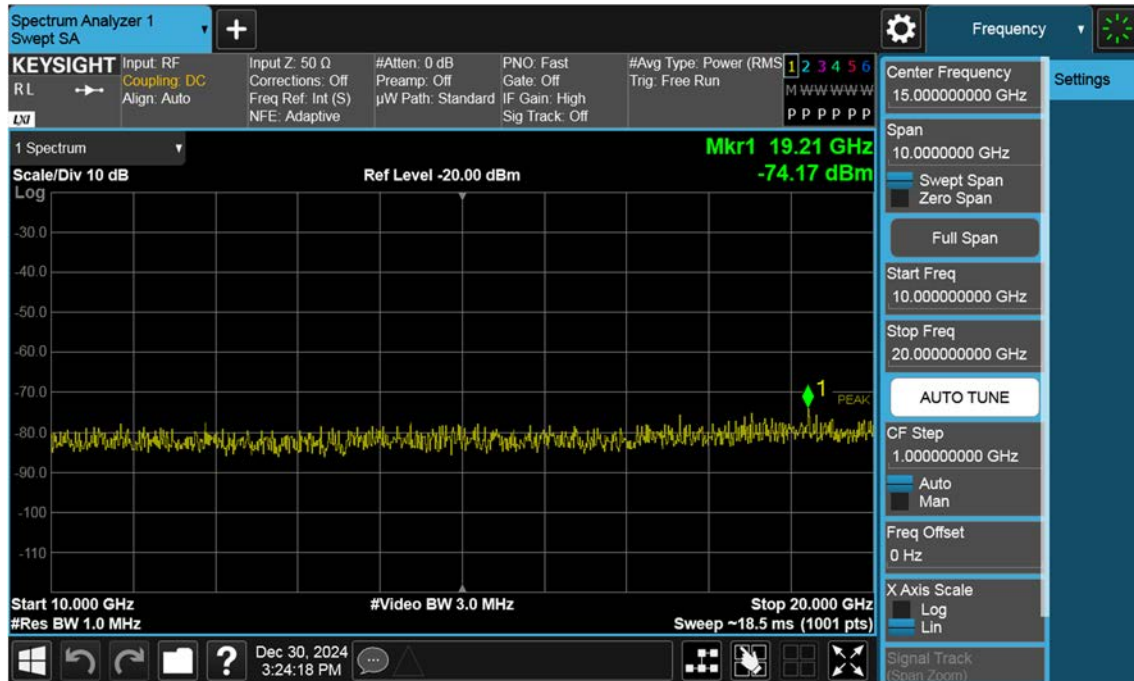 Spectrum Analyzer 1
Swept SA
+
Frequency
KEYSIGHT
RL
LXI
Input: RF
Coupling: DC
Align: Auto
Input Z: 50 Ω
Corrections: Off
Freq Ref: Int (S)
NFE: Adaptive
#Atten: 0 dB
Preamp: Off
µW Path: Standard
PNO: Fast
Gate: Off
IF Gain: High
Sig Track: Off
#Avg Type: Power (RMS
Trig: Free Run
1 2 3 4 5 6
M W W W W W
P P P P P P
1 Spectrum
Scale/Div 10 dB
Ref Level -20.00 dBm
Mkr1 19.21 GHz
-74.17 dBm
Log
-30.0
-40.0
-50.0
-60.0
-70.0
-80.0
-90.0
-100
-110
1
PEAK
Start 10.000 GHz
#Res BW 1.0 MHz
#Video BW 3.0 MHz
Stop 20.000 GHz
Sweep ~18.5 ms (1001 pts)
Center Frequency
15.000000000 GHz
Span
10.0000000 GHz
Swept Span
Zero Span
Full Span
Start Freq
10.000000000 GHz
Stop Freq
20.000000000 GHz
AUTO TUNE
CF Step
1.000000000 GHz
Auto
Man
Freq Offset
0 Hz
X Axis Scale
Log
Lin
Signal Track
(Span Zoom)
Settings
?
Dec 30, 2024
3:24:18 PM